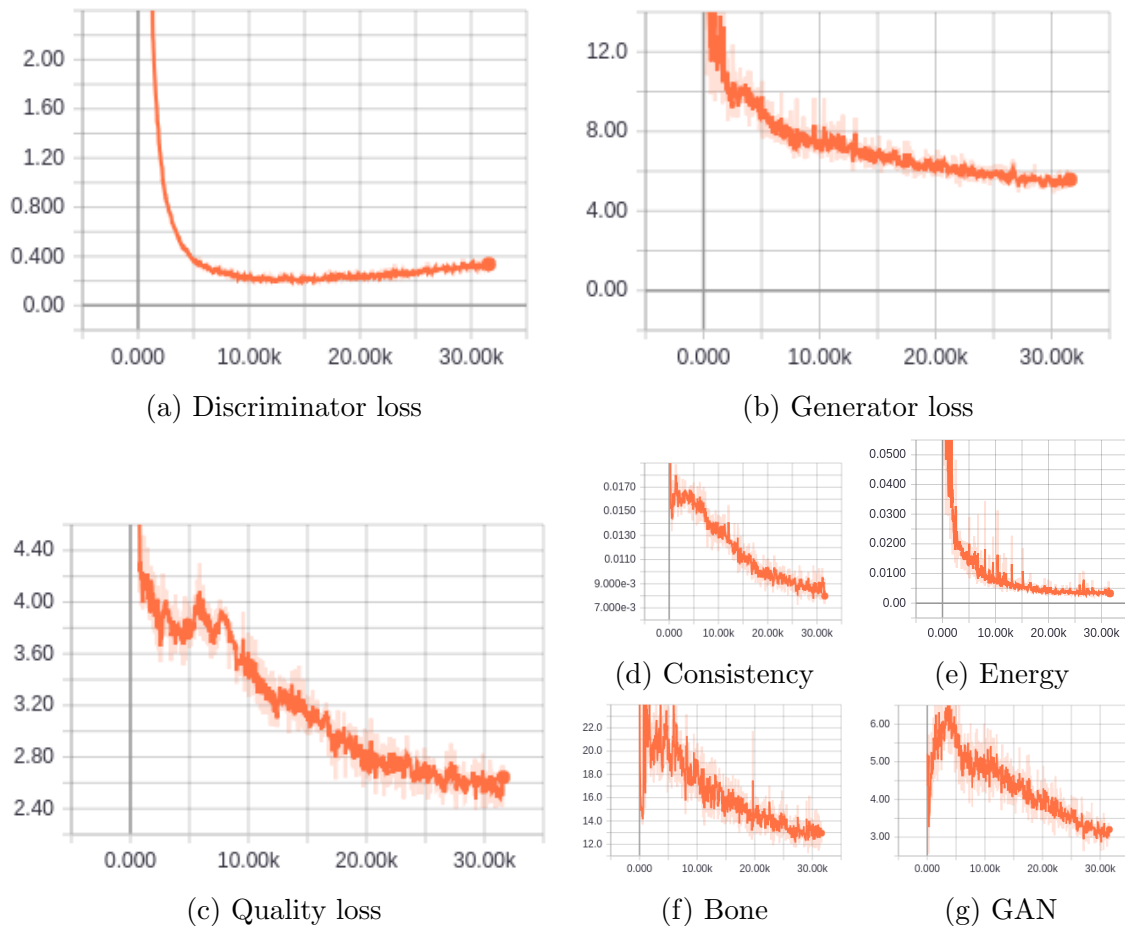 2.00
1.60
1.20
0.800
0.400
0.00
0.000 10.00k 20.00k 30.00k
(a) Discriminator loss
12.0
8.00
4.00
0.00
0.000 10.00k 20.00k 30.00k
(b) Generator loss
4.40
4.00
3.60
3.20
2.80
2.40
0.000 10.00k 20.00k 30.00k
(c) Quality loss
0.0170
0.0150
0.0130
0.0110
9.000e-3
7.000e-3
0.000 10.00k 20.00k 30.00k
(d) Consistency
0.0500
0.0400
0.0300
0.0200
0.0100
0.00
0.000 10.00k 20.00k 30.00k
(e) Energy
22.0
20.0
18.0
16.0
14.0
12.0
0.000 10.00k 20.00k 30.00k
(f) Bone
6.00
5.00
4.00
3.00
0.000 10.00k 20.00k 30.00k
(g) GAN